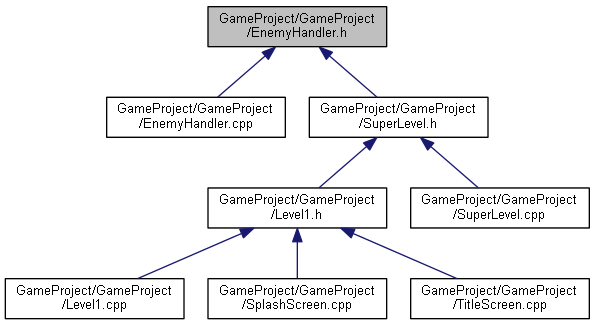 GameProject/GameProject
/EnemyHandler.h
GameProject/GameProject
/EnemyHandler.cpp
GameProject/GameProject
/SuperLevel.h
GameProject/GameProject
/Level1.h
GameProject/GameProject
/SuperLevel.cpp
GameProject/GameProject
/Level1.cpp
GameProject/GameProject
/SplashScreen.cpp
GameProject/GameProject
/TitleScreen.cpp